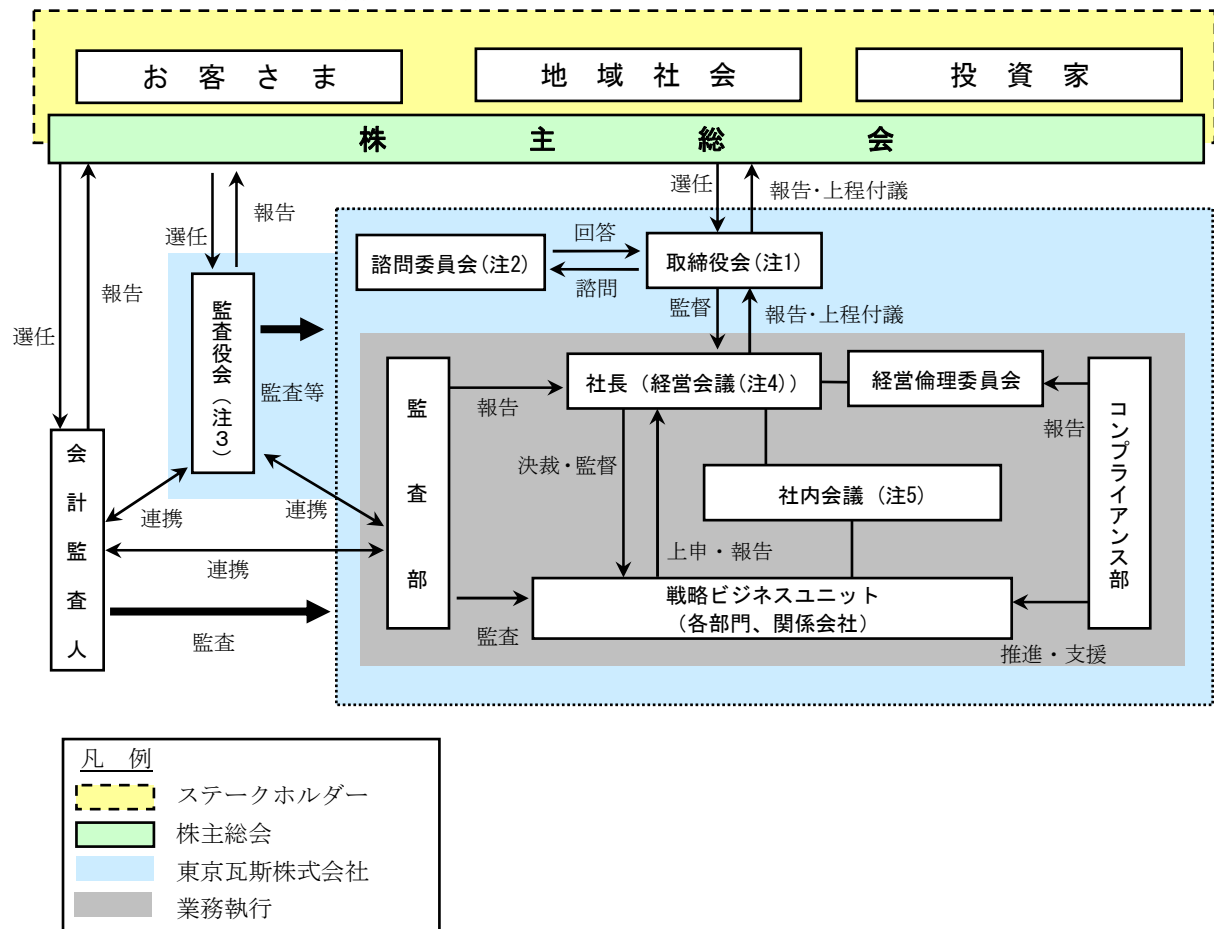 お客さま
地域社会
投資家
株主総会
選任
報告
選任
報告
選任
報告・上程付議
諮問委員会(注2)
回答
諮問
取締役会(注1)
監督
報告・上程付議
監査役会(注3)
監査等
監査部
報告
社長(経営会議(注4))
経営倫理委員会
報告
コンプライアンス部
決裁・監督
社内会議(注5)
上申・報告
会計監査人
連携
連携
連携
監査
監査
戦略ビジネスユニット
(各部門、関係会社)
推進・支援
凡 例
ステークホルダー
株主総会
東京瓦斯株式会社
業務執行